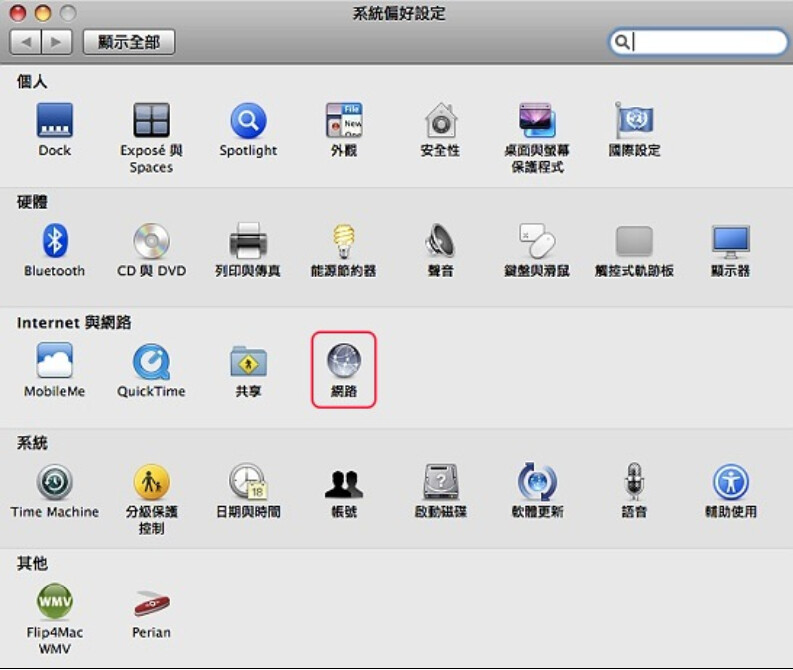 系統偏好設定
顯示全部
個人
Dock
Exposé 與
Spaces
Spotlight
File
New
外觀
安全性
桌面與螢幕
保護程式
國際設定
硬體
Bluetooth
CD 與 DVD
列印與傳真
能源節約器
聲音
鍵盤與滑鼠
觸控式軌跡板
顯示器
Internet 與網路
MobileMe
QuickTime
共享
網路
系統
Time Machine
分級保護
控制
18
日期與時間
帳號
?
啟動磁碟
軟體更新
語音
輔助使用
其他
WMV
Flip4Mac
WMV
Perian